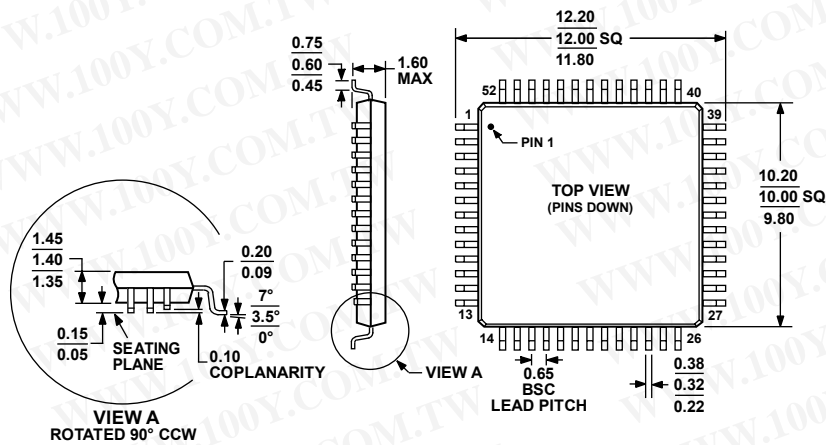 12.20
12.00 SQ
11.80
0.75
0.60
0.45
1.60
MAX
52
40
1
39
PIN 1
TOP VIEW
(PINS DOWN)
10.20
10.00 SQ
9.80
1.45
1.40
1.35
0.20
0.09
7°
3.5°
0°
0.15
0.05
SEATING
PLANE
0.10
COPLANARITY
VIEW A
ROTATED 90° CCW
VIEW A
13
27
14
26
0.65
BSC
LEAD PITCH
0.38
0.32
0.22
WWW.100Y.COM.TW